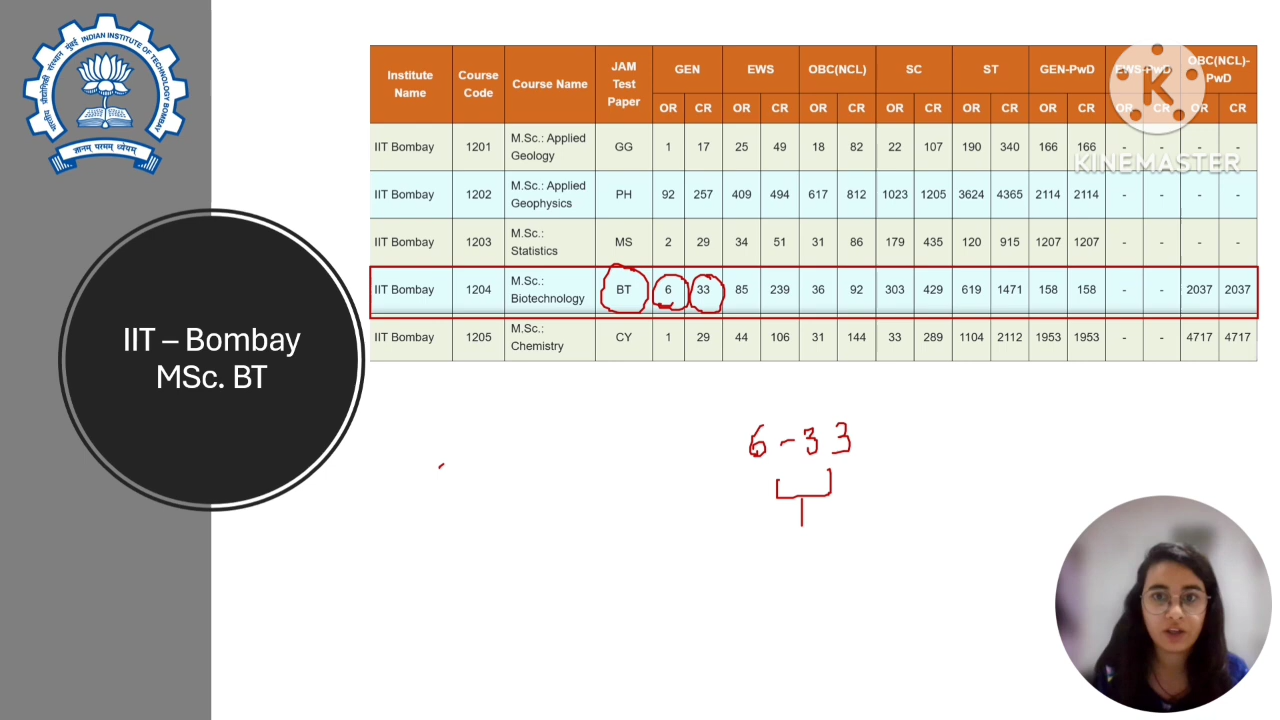 भारतीय प्रौद्योगिकी संस्थान मुंबई INDIAN INSTITUTE OF TECHNOLOGY BOMBAY
ज्ञानम् परमम् ध्येयम्
IIT – Bombay
MSc. BT
Institute Name Course Code Course Name JAM Test Paper GEN EWS OBC(NCL) SC ST GEN-PwD EWS-PwD OBC(NCL)-PwD
OR CR OR CR OR CR OR CR OR CR OR CR OR CR OR CR
IIT Bombay 1201 M.Sc.: Applied Geology GG 1 17 25 49 18 82 22 107 190 340 166 166 - - - -
IIT Bombay 1202 M.Sc.: Applied Geophysics PH 92 257 409 494 617 812 1023 1205 3624 4365 2114 2114 - - - -
IIT Bombay 1203 M.Sc.: Statistics MS 2 29 34 51 31 86 179 435 120 915 1207 1207 - - - -
IIT Bombay 1204 M.Sc.: Biotechnology BT 6 33 85 239 36 92 303 429 619 1471 158 158 - - 2037 2037
IIT Bombay 1205 M.Sc.: Chemistry CY 1 29 44 106 31 144 33 289 1104 2112 1953 1953 - - 4717 4717
K
KINEMASTER
6 - 33